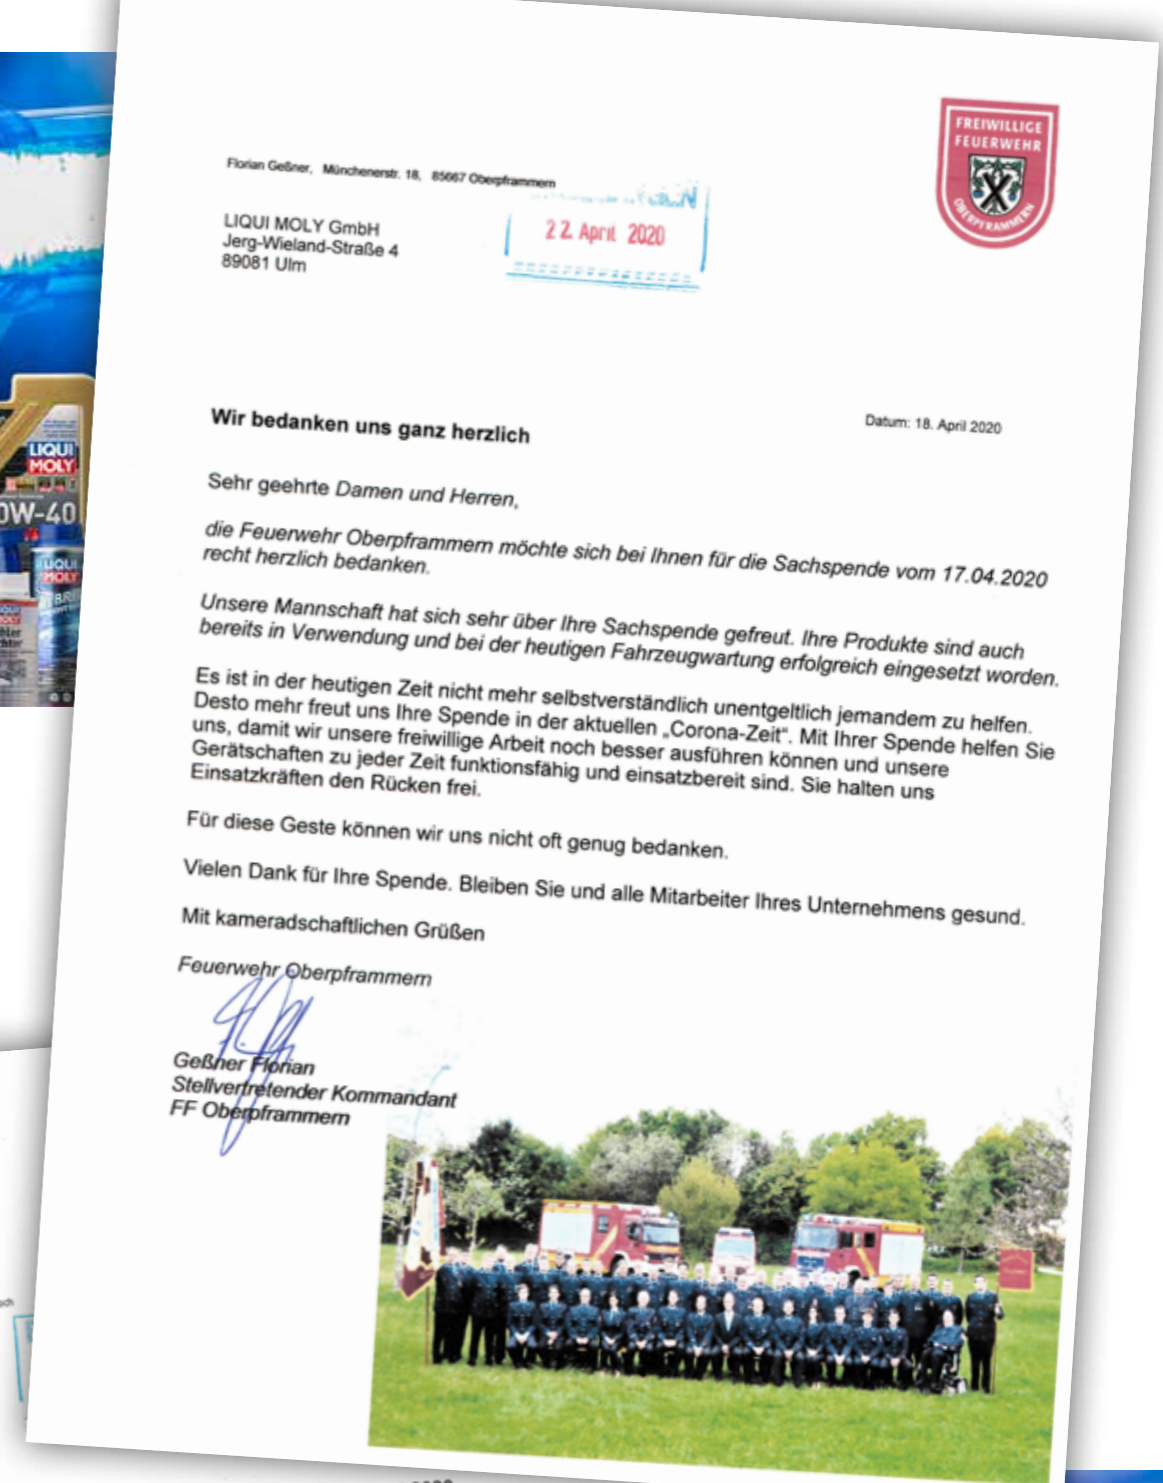 FREIWILLIGE
FEUERWEHR
OBERPFRAMMERN
Florian Geßner, Münchenerstr. 18, 85667 Oberpframmern
LIQUI MOLY GmbH
Jerg-Wieland-Straße 4
89081 Ulm
22. April 2020
Wir bedanken uns ganz herzlich
Datum: 18. April 2020
Sehr geehrte Damen und Herren,
die Feuerwehr Oberpframmern möchte sich bei Ihnen für die Sachspende vom 17.04.2020
recht herzlich bedanken.
Unsere Mannschaft hat sich sehr über Ihre Sachspende gefreut. Ihre Produkte sind auch
bereits in Verwendung und bei der heutigen Fahrzeugwartung erfolgreich eingesetzt worden.
Es ist in der heutigen Zeit nicht mehr selbstverständlich unentgeltlich jemandem zu helfen.
Desto mehr freut uns Ihre Spende in der aktuellen „Corona-Zeit“. Mit Ihrer Spende helfen Sie
uns, damit wir unsere freiwillige Arbeit noch besser ausführen können und unsere
Gerätschaften zu jeder Zeit funktionsfähig und einsatzbereit sind. Sie halten uns
Einsatzkräften den Rücken frei.
Für diese Geste können wir uns nicht oft genug bedanken.
Vielen Dank für Ihre Spende. Bleiben Sie und alle Mitarbeiter Ihres Unternehmens gesund.
Mit kameradschaftlichen Grüßen
Feuerwehr Oberpframmern
Geßner Florian
Stellvertretender Kommandant
FF Oberpframmern
LIQUI
MOLY
0W-40
LIQUI
MOLY